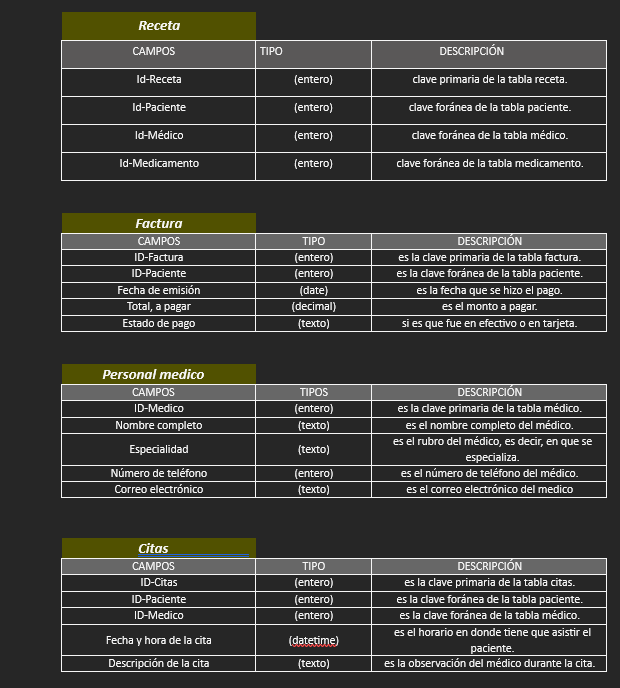 Receta
CAMPOS TIPO DESCRIPCIÓN
Id-Receta (entero) clave primaria de la tabla receta.
Id-Paciente (entero) clave foránea de la tabla paciente.
Id-Médico (entero) clave foránea de la tabla médico.
Id-Medicamento (entero) clave foránea de la tabla medicamento.
Factura
CAMPOS TIPO DESCRIPCIÓN
ID-Factura (entero) es la clave primaria de la tabla factura.
ID-Paciente (entero) es la clave foránea de la tabla paciente.
Fecha de emisión (date) es la fecha que se hizo el pago.
Total, a pagar (decimal) es el monto a pagar.
Estado de pago (texto) si es que fue en efectivo o en tarjeta.
Personal medico
CAMPOS TIPOS DESCRIPCIÓN
ID-Medico (entero) es la clave primaria de la tabla médico.
Nombre completo (texto) es el nombre completo del médico.
Especialidad (texto) es el rubro del médico, es decir, en que se
especializa.
Número de teléfono (entero) es el número de teléfono del médico.
Correo electrónico (texto) es el correo electrónico del medico
Citas
CAMPOS TIPO DESCRIPCIÓN
ID-Citas (entero) es la clave primaria de la tabla citas.
ID-Paciente (entero) es la clave foránea de la tabla paciente.
ID-Medico (entero) es la clave foránea de la tabla médico.
Fecha y hora de la cita (datetime) es el horario en donde tiene que asistir el
paciente.
Descripción de la cita (texto) es la observación del médico durante la cita.